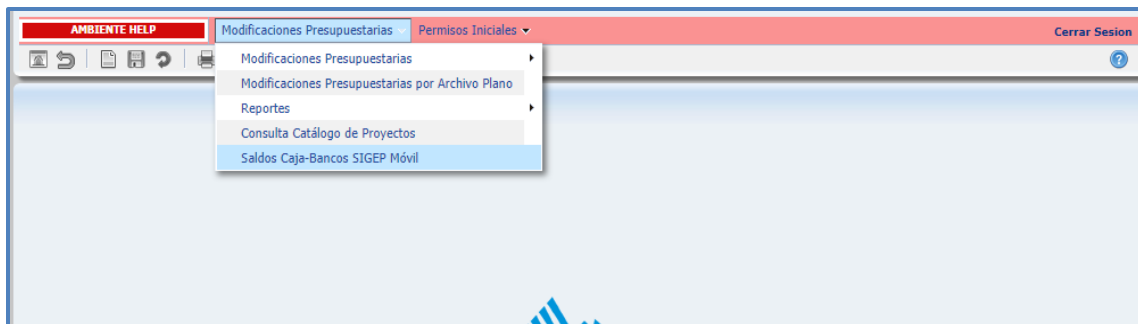 AMBIENTE HELP Modificaciones Presupuestarias Permisos Iniciales Cerrar Sesion
Modificaciones Presupuestarias
Modificaciones Presupuestarias por Archivo Plano
Reportes
Consulta Catálogo de Proyectos
Saldos Caja-Bancos SIGEP Móvil